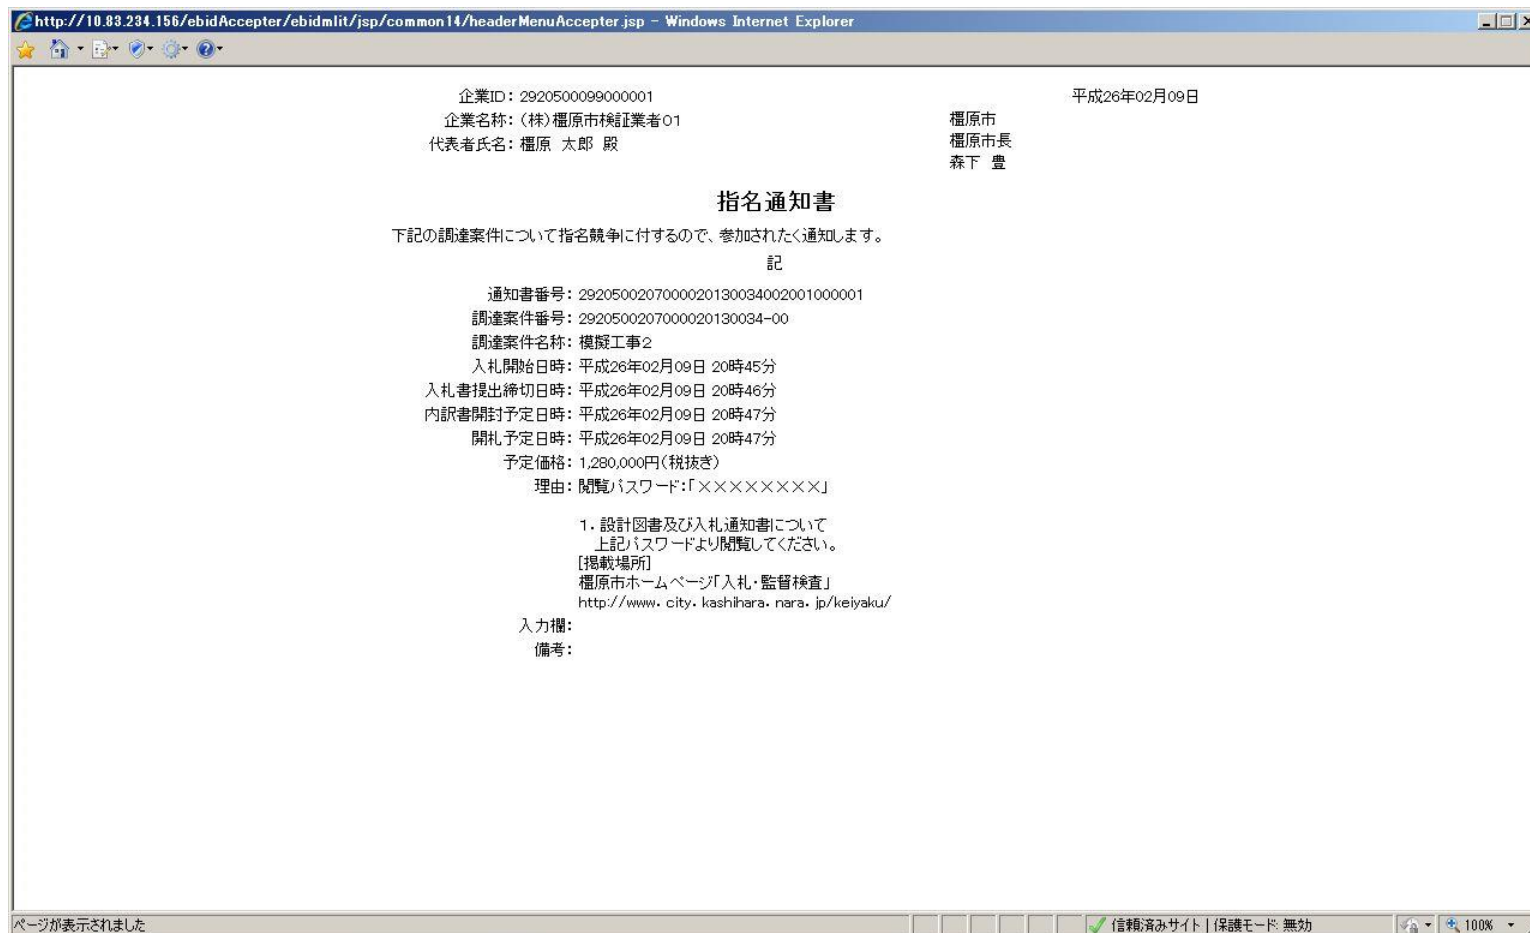 http://10.83.234.156/ebidAccepter/ebidmlit/jsp/common14/headerMenuAccepter.jsp - Windows Internet Explorer
企業ID：2920500099000001
平成26年02月09日
企業名称：(株)橿原市検証業者01
橿原市
代表者氏名：橿原 太郎 殿
橿原市長
森下 豊
指名通知書
下記の調達案件について指名競争に付するので、参加されたく通知します。
記
通知書番号：2920500207000020130034002001000001
調達案件番号：2920500207000020130034-00
調達案件名称：模擬工事2
入札開始日時：平成26年02月09日 20時45分
入札書提出締切日時：平成26年02月09日 20時46分
内訳書開封予定日時：平成26年02月09日 20時47分
開札予定日時：平成26年02月09日 20時47分
予定価格：1,280,000円(税抜き)
理由：閲覧パスワード：「××××××××」
1．設計図書及び入札通知書について
上記パスワードより閲覧してください。
[掲載場所]
橿原市ホームページ「入札・監督検査」
http://www．city．kashihara．nara．jp/keiyaku/
入力欄：
備考：
ページが表示されました
信頼済みサイト | 保護モード: 無効
100%